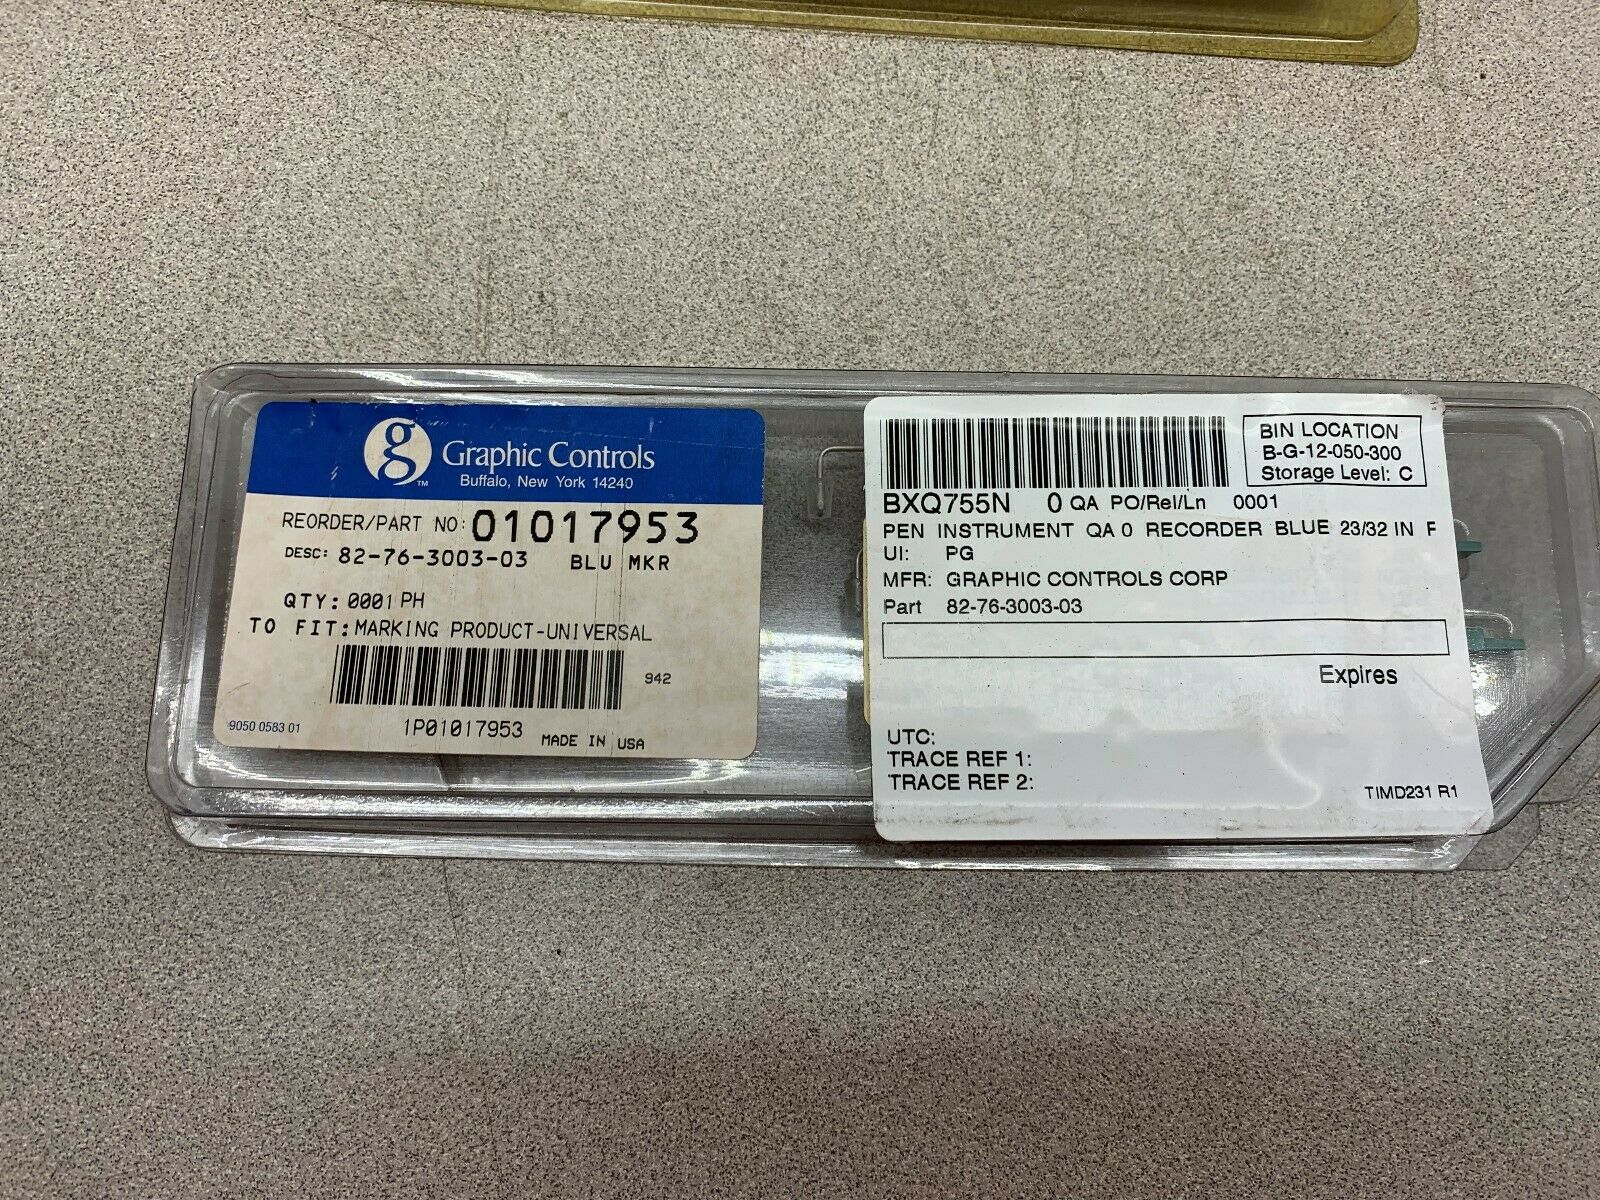 g
TM
Graphic Controls
Buffalo, New York 14240
REORDER/PART NO: 01017953
DESC: 82-76-3003-03 BLU MKR
QTY: 0001 PH
TO FIT: MARKING PRODUCT-UNIVERSAL
942
9050 0583 01
1P01017953 MADE IN USA
BIN LOCATION
B-G-12-050-300
Storage Level: C
BXQ755N 0 QA PO/Rel/Ln 0001
PEN INSTRUMENT QA 0 RECORDER BLUE 23/32 IN F
UI: PG
MFR: GRAPHIC CONTROLS CORP
Part 82-76-3003-03
Expires
UTC:
TRACE REF 1:
TRACE REF 2:
TIMD231 R1